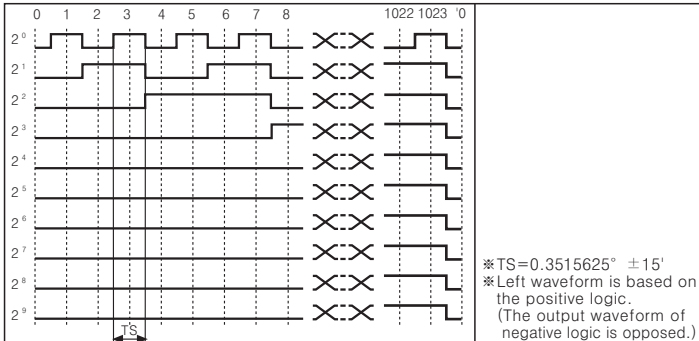 0 1 2 3 4 5 6 7 8 1022 1023 '0
2⁰
2¹
2²
2³
2⁴
2⁵
2⁶
2⁷
2⁸
2⁹
TS
※TS=0.3515625° ±15'
※Left waveform is based on
the positive logic.
(The output waveform of
negative logic is opposed.)